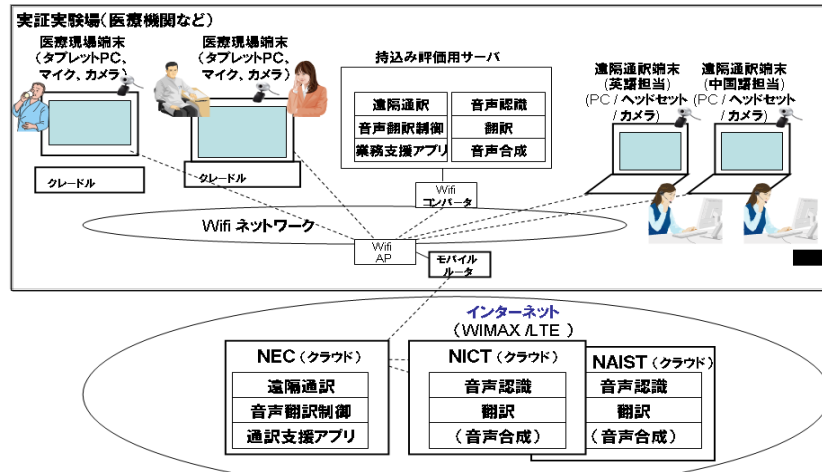 実証実験場(医療機関など)
医療現場端末
(タブレットPC、
マイク、カメラ)
医療現場端末
(タブレットPC、
マイク、カメラ)
クレードル
クレードル
持込み評価用サーバ
遠隔通訳
音声翻訳制御
業務支援アプリ
音声認識
翻訳
音声合成
遠隔通訳端末
(英語担当)
(PC / ヘッドセット
/ カメラ)
遠隔通訳端末
(中国語担当)
(PC / ヘッドセット
/ カメラ)
Wifi
コンバータ
Wifi ネットワーク
Wifi
AP
モバイル
ルータ
インターネット
(WIMAX /LTE )
NEC (クラウド)
遠隔通訳
音声翻訳制御
通訳支援アプリ
NICT (クラウド)
音声認識
翻訳
(音声合成)
NAIST (クラウド)
音声認識
翻訳
(音声合成)